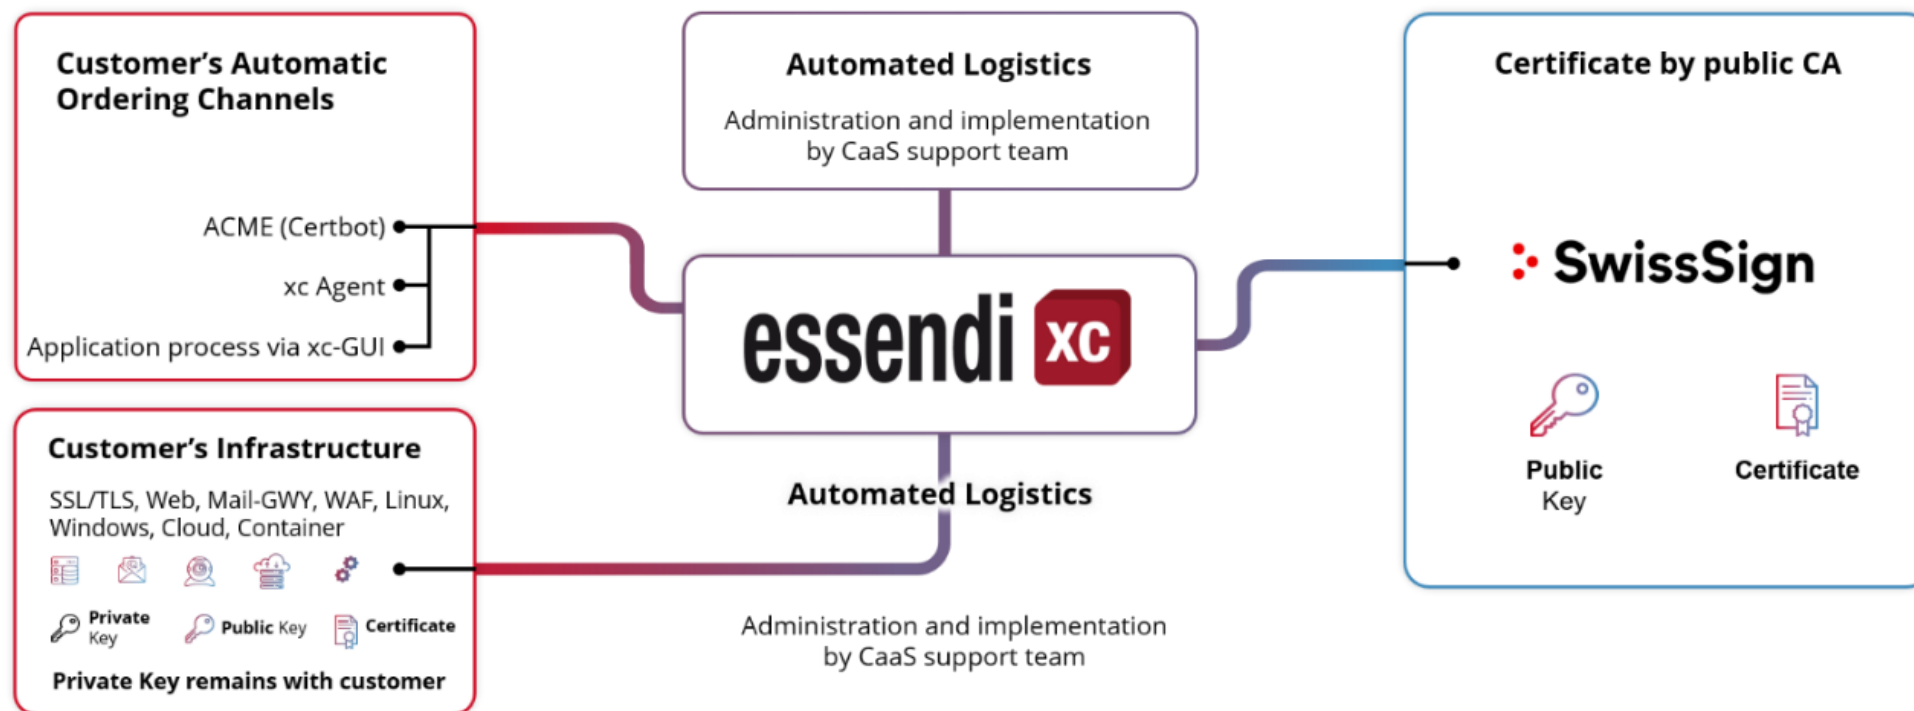 Customer’s Automatic
Ordering Channels
ACME (Certbot)
xc Agent
Application process via xc-GUI
Customer’s Infrastructure
SSL/TLS, Web, Mail-GWY, WAF, Linux,
Windows, Cloud, Container
Private
Key
Public Key
Certificate
Private Key remains with customer
Automated Logistics
Administration and implementation
by CaaS support team
essendi xc
Automated Logistics
Administration and implementation
by CaaS support team
Certificate by public CA
SwissSign
Public
Key
Certificate